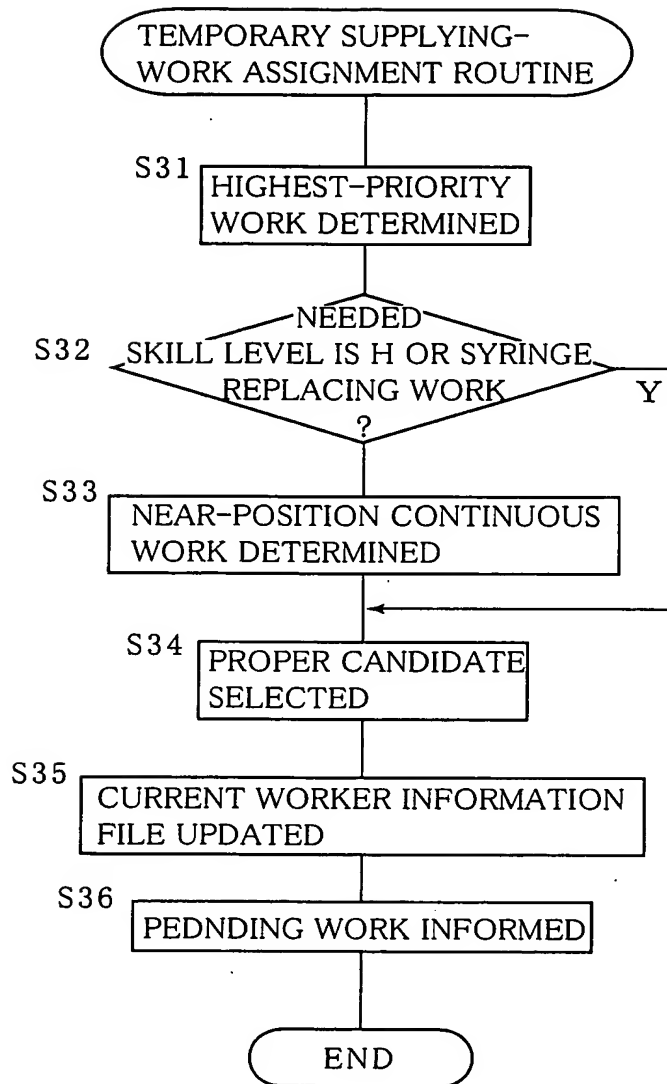 TEMPORARY SUPPLYING-
WORK ASSIGNMENT ROUTINE
S31
HIGHEST-PRIORITY
WORK DETERMINED
S32
NEEDED
SKILL LEVEL IS H OR SYRINGE
REPLACING WORK
?
Y
S33
NEAR-POSITION CONTINUOUS
WORK DETERMINED
S34
PROPER CANDIDATE
SELECTED
S35
CURRENT WORKER INFORMATION
FILE UPDATED
S36
PEDNDING WORK INFORMED
END